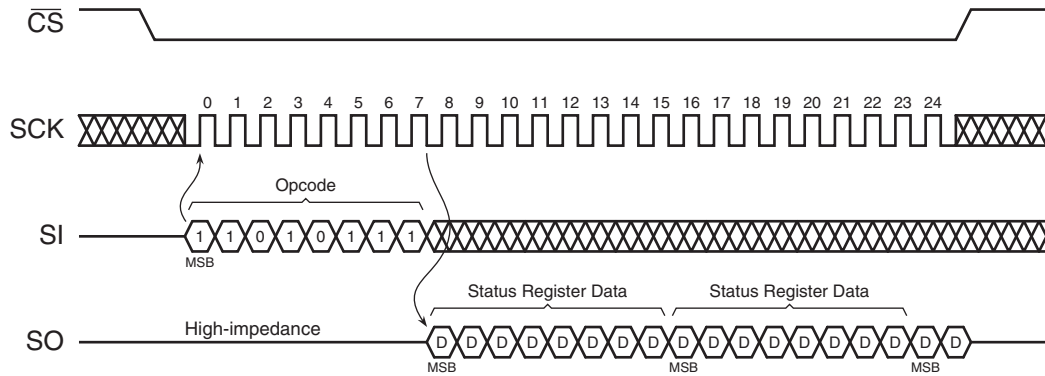 CS
0 1 2 3 4 5 6 7 8 9 10 11 12 13 14 15 16 17 18 19 20 21 22 23 24
SCK
Opcode
SI 1 1 0 1 0 1 1 1
MSB
Status Register Data Status Register Data
SO High-impedance D D D D D D D D D D D D D D D D D D
MSB MSB MSB